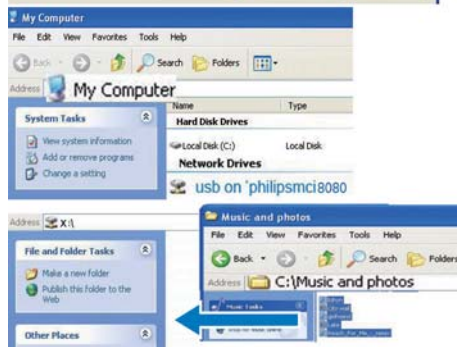 My Computer
File Edit View Favorites Tools Help
Back Search Folders
Address My Computer
System Tasks
View system information
Add or remove programs
Change a setting
Name Type
Hard Disk Drives
Local Disk (C:) Local Disk
Network Drives
usb on 'philipsmci8080
Address X:\
File and Folder Tasks
Make a new folder
Publish this folder to the
Web
Other Places
Music and photos
File Edit View Favorites Tools Help
Back Search Folders
Address C:\Music and photos
Music Tasks